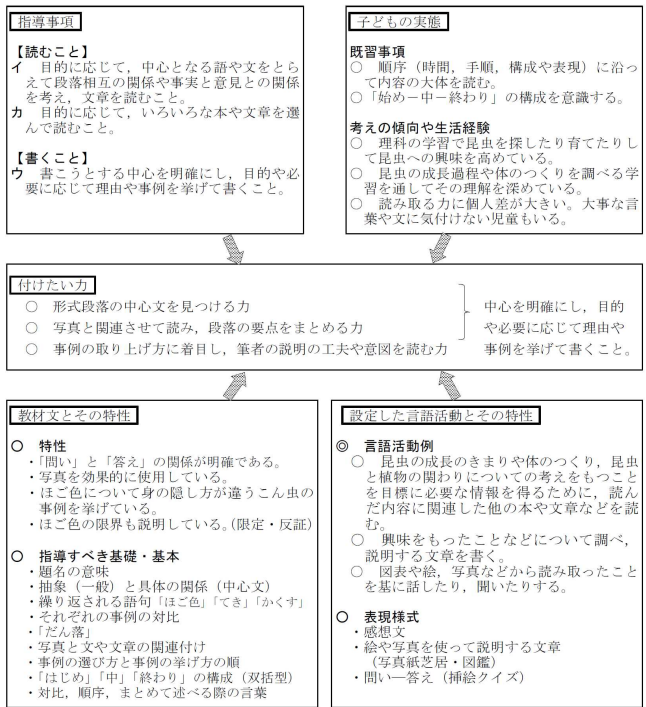 指導事項
【読むこと】
イ　目的に応じて，中心となる語や文をとら
えて段落相互の関係や事実と意見との関係
を考え，文章を読むこと。
カ　目的に応じて，いろいろな本や文章を選
んで読むこと。
【書くこと】
ウ　書こうとする中心を明確にし，目的や必
要に応じて理由や事例を挙げて書くこと。
子どもの実態
既習事項
○　順序（時間，手順，構成や表現）に沿っ
て内容の大体を読む。
○「始め－中－終わり」の構成を意識する。
考えの傾向や生活経験
○　理科の学習で昆虫を探したり育てたりし
て昆虫への興味を高めている。
○　昆虫の成長過程や体のつくりを調べる学
習を通してその理解を深めている。
○　読み取る力に個人差が大きい。大事な言
葉や文に気付けない児童もいる。
付けたい力
○　形式段落の中心文を見つける力
○　写真と関連させて読み，段落の要点をまとめる力
○　事例の取り上げ方に着目し，筆者の説明の工夫や意図を読む力
中心を明確にし，目的
や必要に応じて理由や
事例を挙げて書くこと。
教材文とその特性
○　特性
・「問い」と「答え」の関係が明確である。
・写真を効果的に使用している。
・ほご色について身の隠し方が違うこん虫の
事例を挙げている。
・ほご色の限界も説明している。（限定・反証）
○　指導すべき基礎・基本
・題名の意味
・抽象（一般）と具体の関係（中心文）
・繰り返される語句「ほご色」「てき」「かくす」
・それぞれの事例の対比
・「だん落」
・写真と文や文章の関連付け
・事例の選び方と事例の挙げ方の順
・「はじめ」「中」「終わり」の構成（双括型）
・対比，順序，まとめて述べる際の言葉
設定した言語活動とその特性
◎　言語活動例
○　昆虫の成長のきまりや体のつくり，昆虫
と植物の関わりについての考えをもつこと
を目標に必要な情報を得るために，読ん
だ内容に関連した他の本や文章などを読
む。
○　興味をもったことなどについて調べ，
説明する文章を書く。
○　図表や絵，写真などから読み取ったこと
を基に話したり，聞いたりする。
○　表現様式
・感想文
・絵や写真を使って説明する文章
（写真紙芝居・図鑑）
・問い―答え（挿絵クイズ）